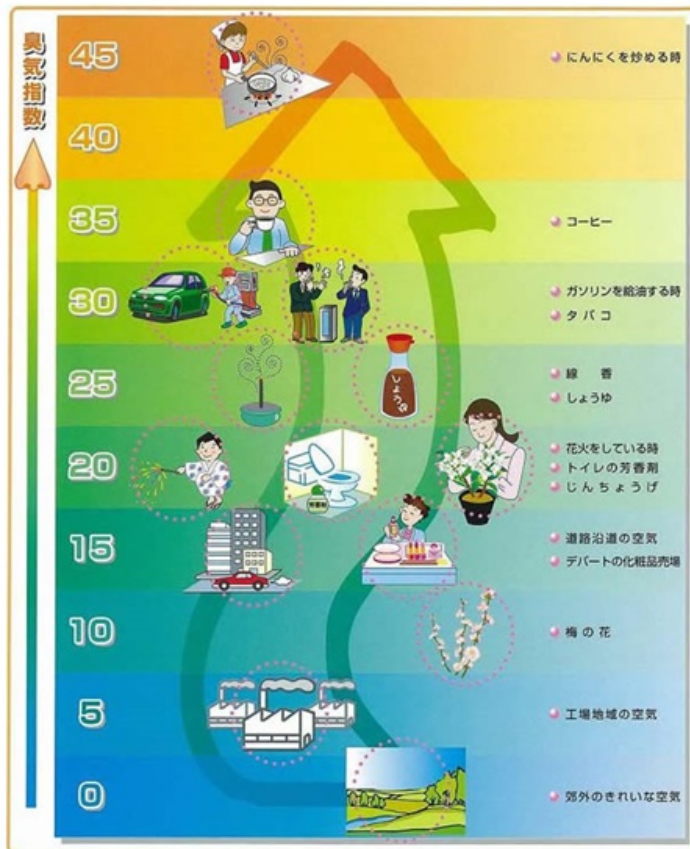 臭気指数
45
にんにくを炒める時
40
35
コーヒー
30
ガソリンを給油する時
タバコ
25
線香
しょうゆ
しょうゆ
20
花火をしている時
トイレの芳香剤
じんちょうげ
芳香剤
15
道路沿道の空気
デパートの化粧品売場
10
梅の花
5
工場地域の空気
0
郊外のきれいな空気